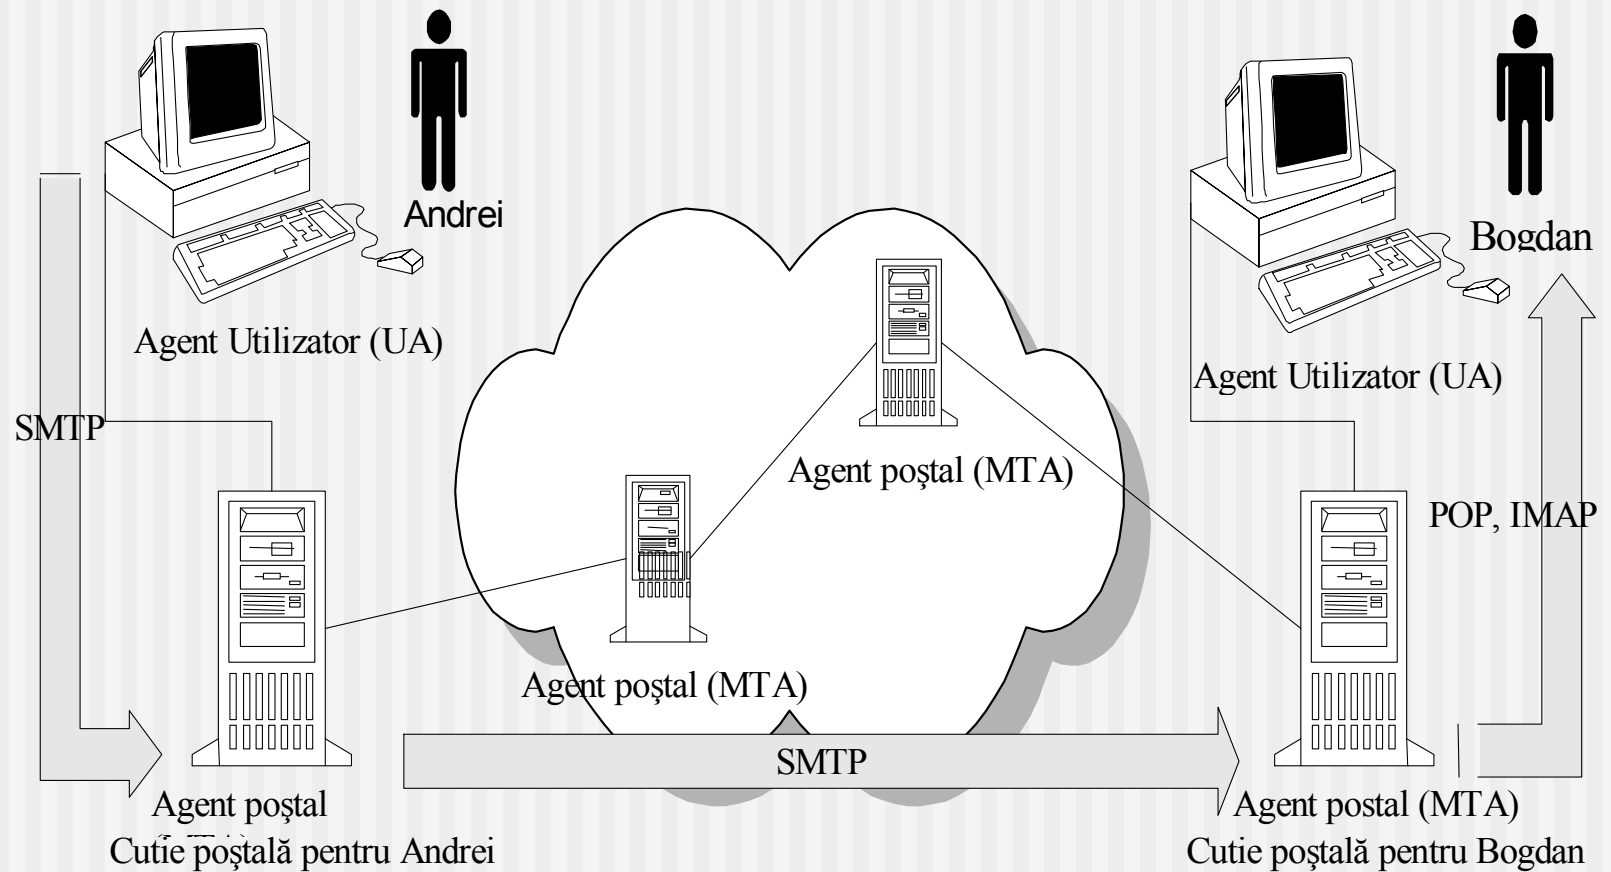 Andrei
Bogdan
Agent Utilizator (UA)
Agent Utilizator (UA)
SMTP
Agent poştal (MTA)
POP, IMAP
Agent poştal (MTA)
SMTP
Agent poştal
Cutie poştală pentru Andrei
Agent postal (MTA)
Cutie poştală pentru Bogdan